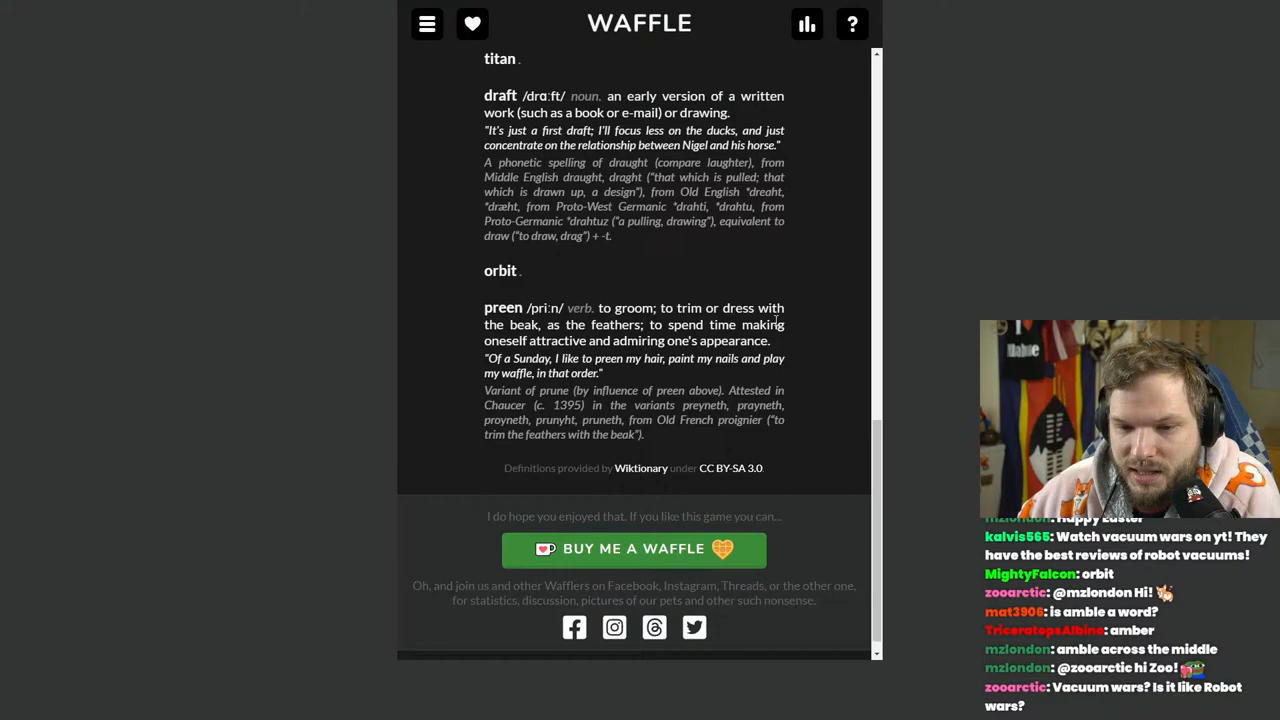 WAFFLE
?
titan.
draft /drɑːft/ noun. an early version of a written
work (such as a book or e-mail) or drawing.
"It's just a first draft; I'll focus less on the ducks, and just
concentrate on the relationship between Nigel and his horse."
A phonetic spelling of draught (compare laughter), from
Middle English draught, draght (“that which is pulled; that
which is drawn up, a design”), from Old English *dreaht,
*dræht, from Proto-West Germanic *drahti, *drahtu, from
Proto-Germanic *drahtuz (“a pulling, drawing”), equivalent to
draw (“to draw, drag”) + -t.
orbit.
preen /priːn/ verb. to groom; to trim or dress with
the beak, as the feathers; to spend time making
oneself attractive and admiring one's appearance.
"Of a Sunday, I like to preen my hair, paint my nails and play
my waffle, in that order."
Variant of prune (by influence of preen above). Attested in
Chaucer (c. 1395) in the variants preyneth, prayneth,
proyneth, prunyht, pruneth, from Old French proignier (“to
trim the feathers with the beak”).
Definitions provided by Wiktionary under CC BY-SA 3.0.
I do hope you enjoyed that. If you like this game you can...
BUY ME A WAFFLE
Oh, and join us and other Wafflers on Facebook, Instagram, Threads, or the other one,
for statistics, discussion, pictures of our pets and other such nonsense.
mzlondon: Happy Easter
kalvis565: Watch vacuum wars on yt! They
have the best reviews of robot vacuums!
MightyFalcon: orbit
zooarctic: @mzlondon Hi!
mat3906: is amble a word?
TriceratopsAlbino: amber
mzlondon: amble across the middle
mzlondon: @zooarctic hi Zoo!
zooarctic: Vacuum wars? Is it like Robot
wars?